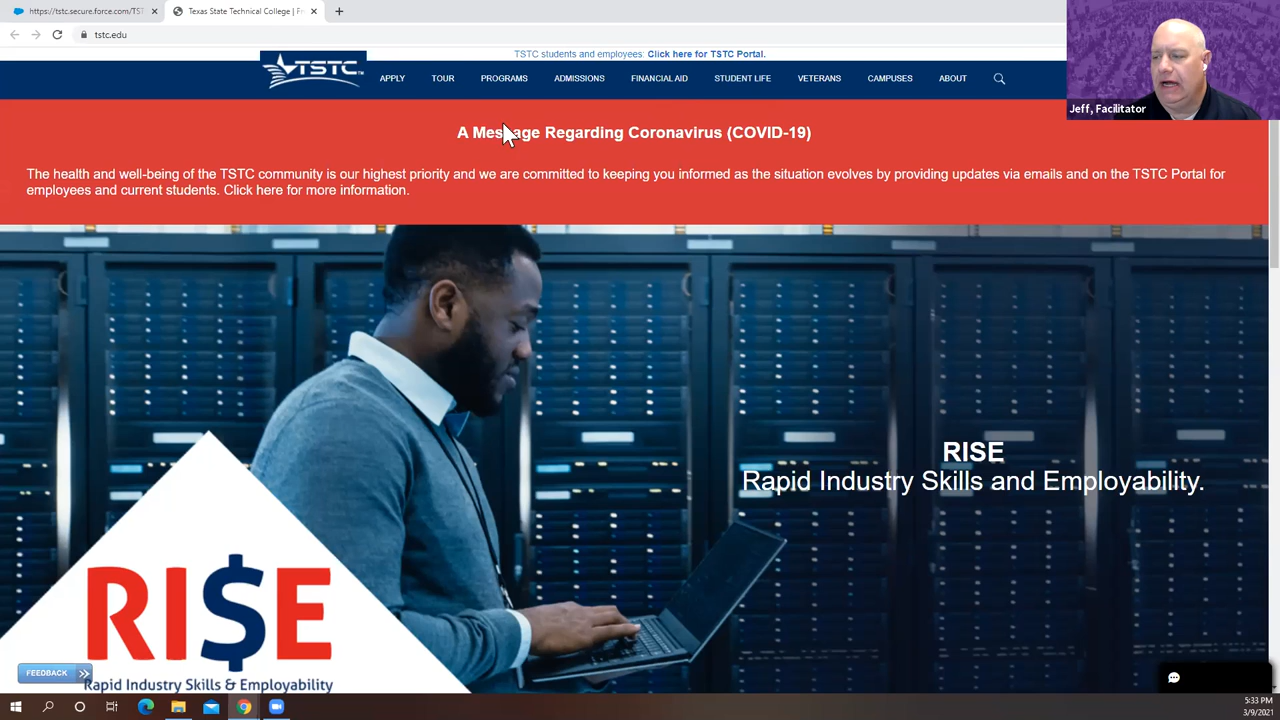 https://tstc.secure.force.com/TST
Texas State Technical College | Fr
tstc.edu
TSTC students and employees: Click here for TSTC Portal.
TSTC
APPLY TOUR PROGRAMS ADMISSIONS FINANCIAL AID STUDENT LIFE VETERANS CAMPUSES ABOUT
Jeff, Facilitator
A Message Regarding Coronavirus (COVID-19)
The health and well-being of the TSTC community is our highest priority and we are committed to keeping you informed as the situation evolves by providing updates via emails and on the TSTC Portal for
employees and current students. Click here for more information.
RISE
Rapid Industry Skills and Employability.
RI$E
Rapid Industry Skills & Employability
FEEDBACK
5:33 PM
3/9/2021